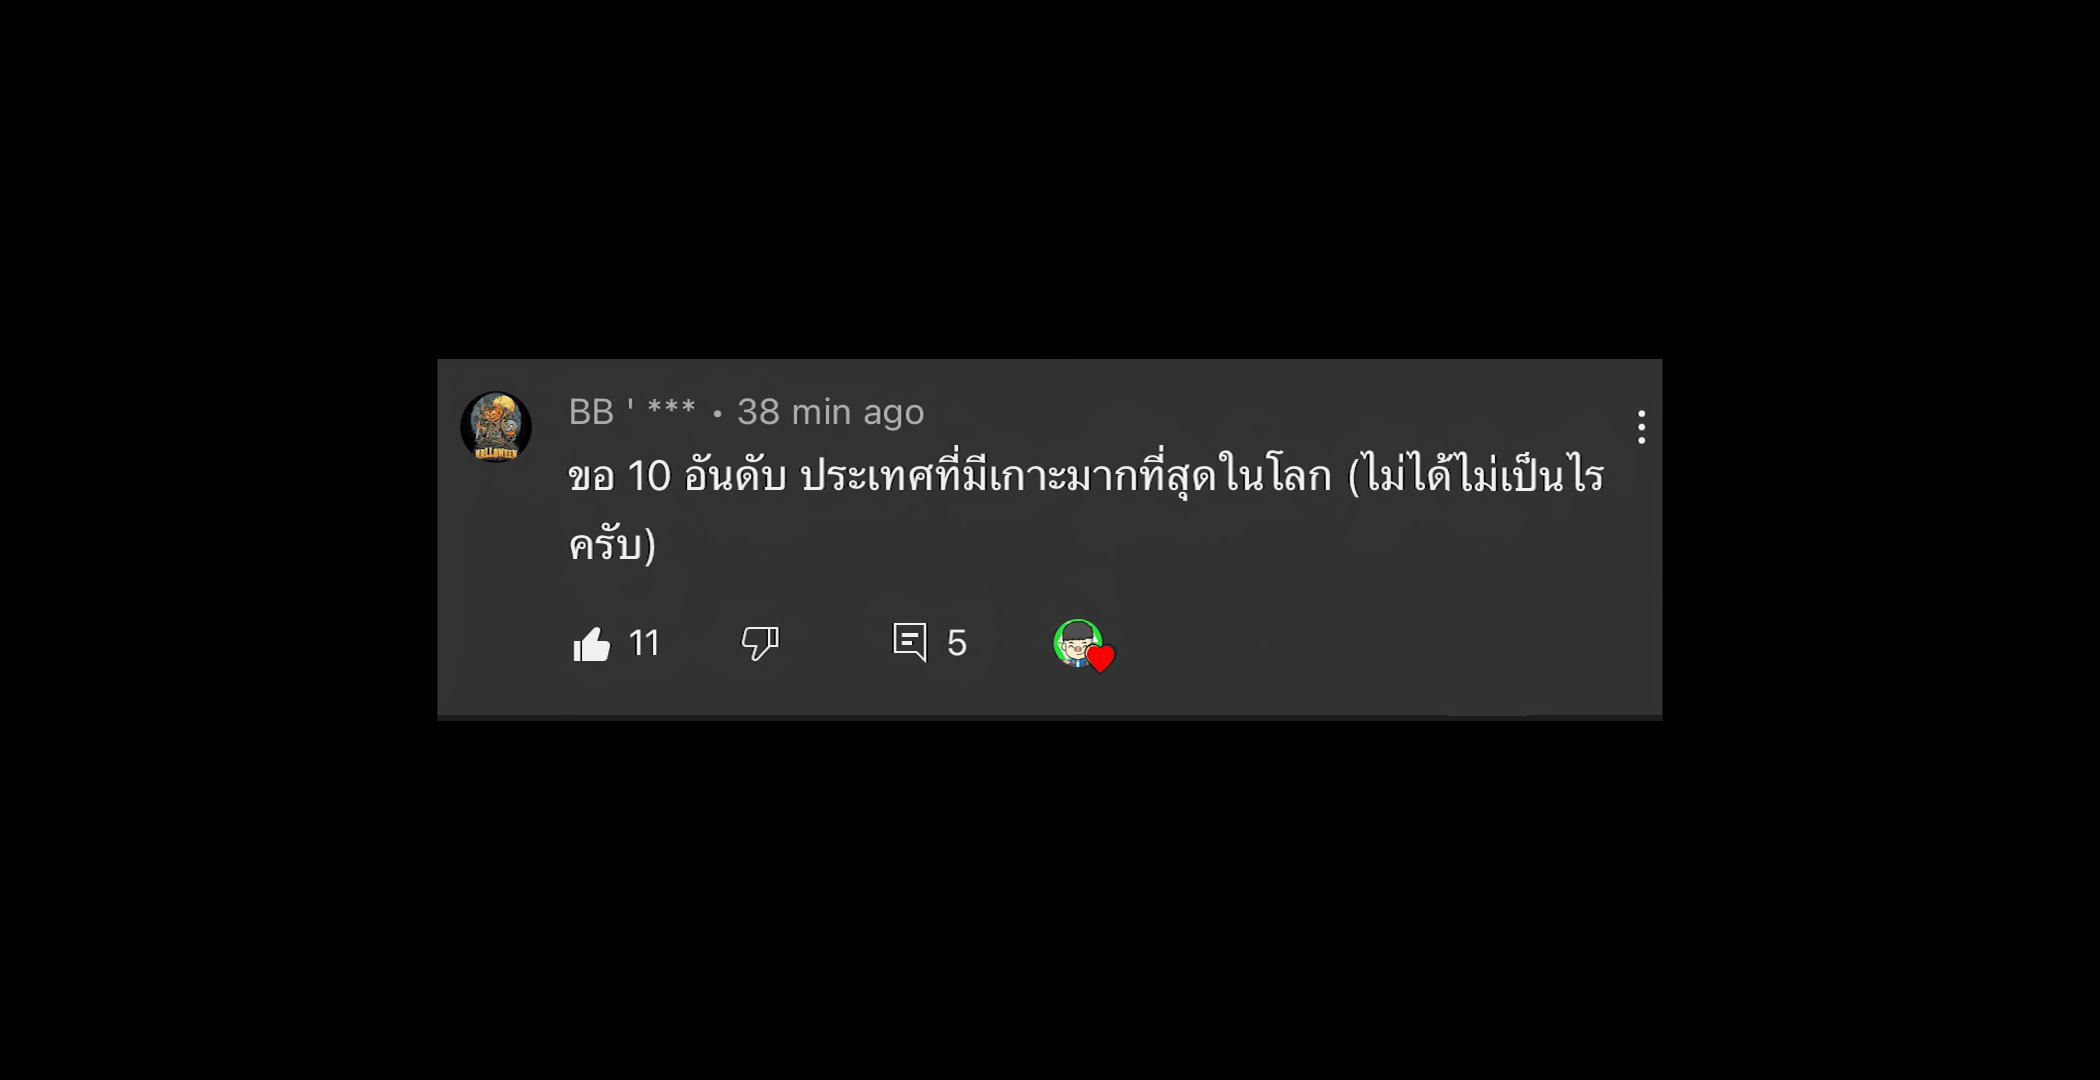 BB ' *** • 38 min ago
ขอ 10 อันดับ ประเทศที่มีเกาะมากที่สุดในโลก (ไม่ได้ไม่เป็นไร
ครับ)
11 5
HALLOWEEN